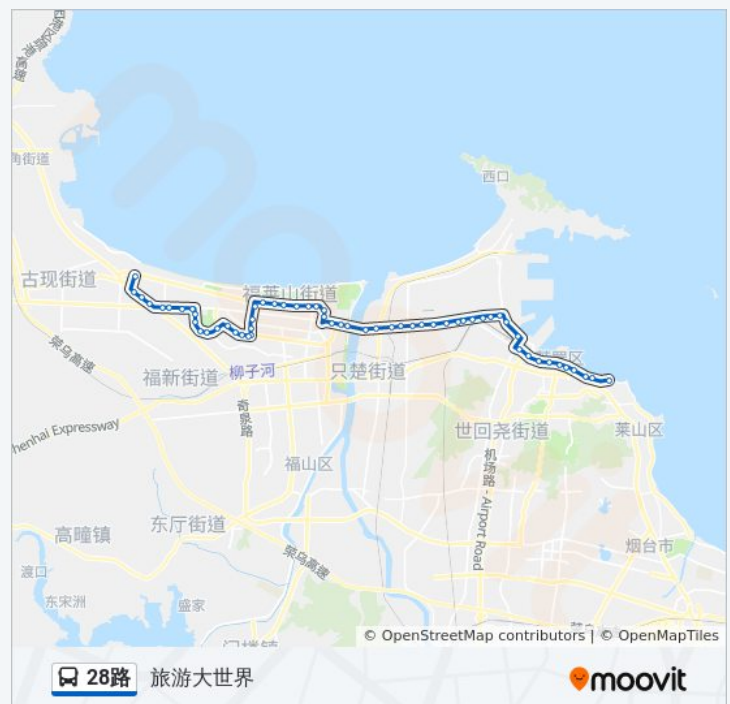 角街道
西口
古现街道
福莱山街道
荣乌高速
福新街道
柳子河
只楚街道
henhai Expressway
世回尧街道
莱山区
福山区
机场路 - Airport Road
东厅街道
高疃镇
荣乌高速
烟台市
渡口
东宋洲
盛家
© OpenStreetMap contributors | © OpenMapTiles
28路
旅游大世界
moovit